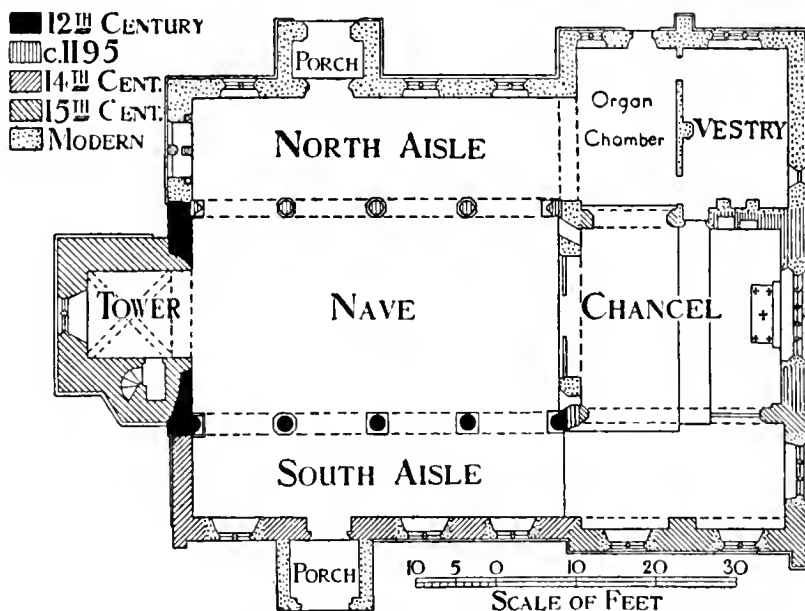 12TH CENTURY
c.1195
14TH CENT.
15TH CENT.
MODERN
PORCH
NORTH AISLE
Organ
Chamber
VESTRY
TOWER
NAVE
CHANCEL
SOUTH AISLE
PORCH
10 5 0 10 20 30
SCALE OF FEET